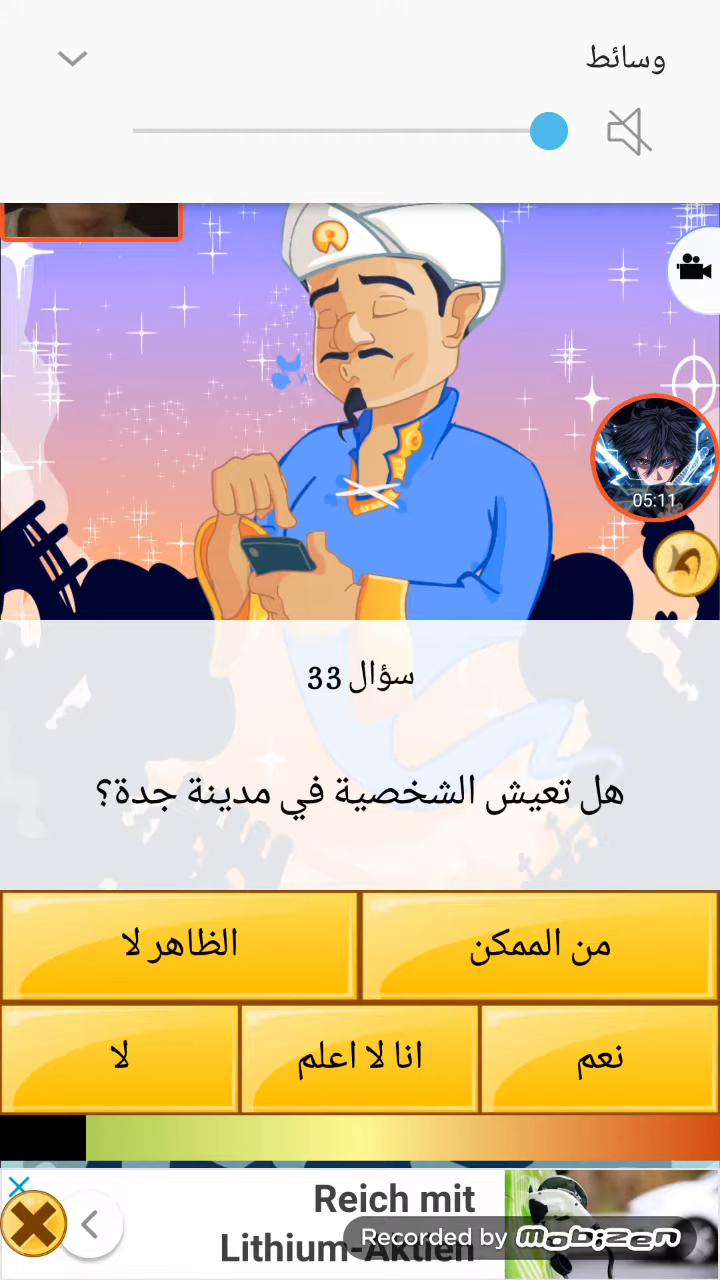 وسائط
05:11
سؤال 33
هل تعيش الشخصية في مدينة جدة؟
من الممكن
الظاهر لا
نعم
انا لا اعلم
لا
Reich mit
Lithium-Aktien
Recorded by mobizen